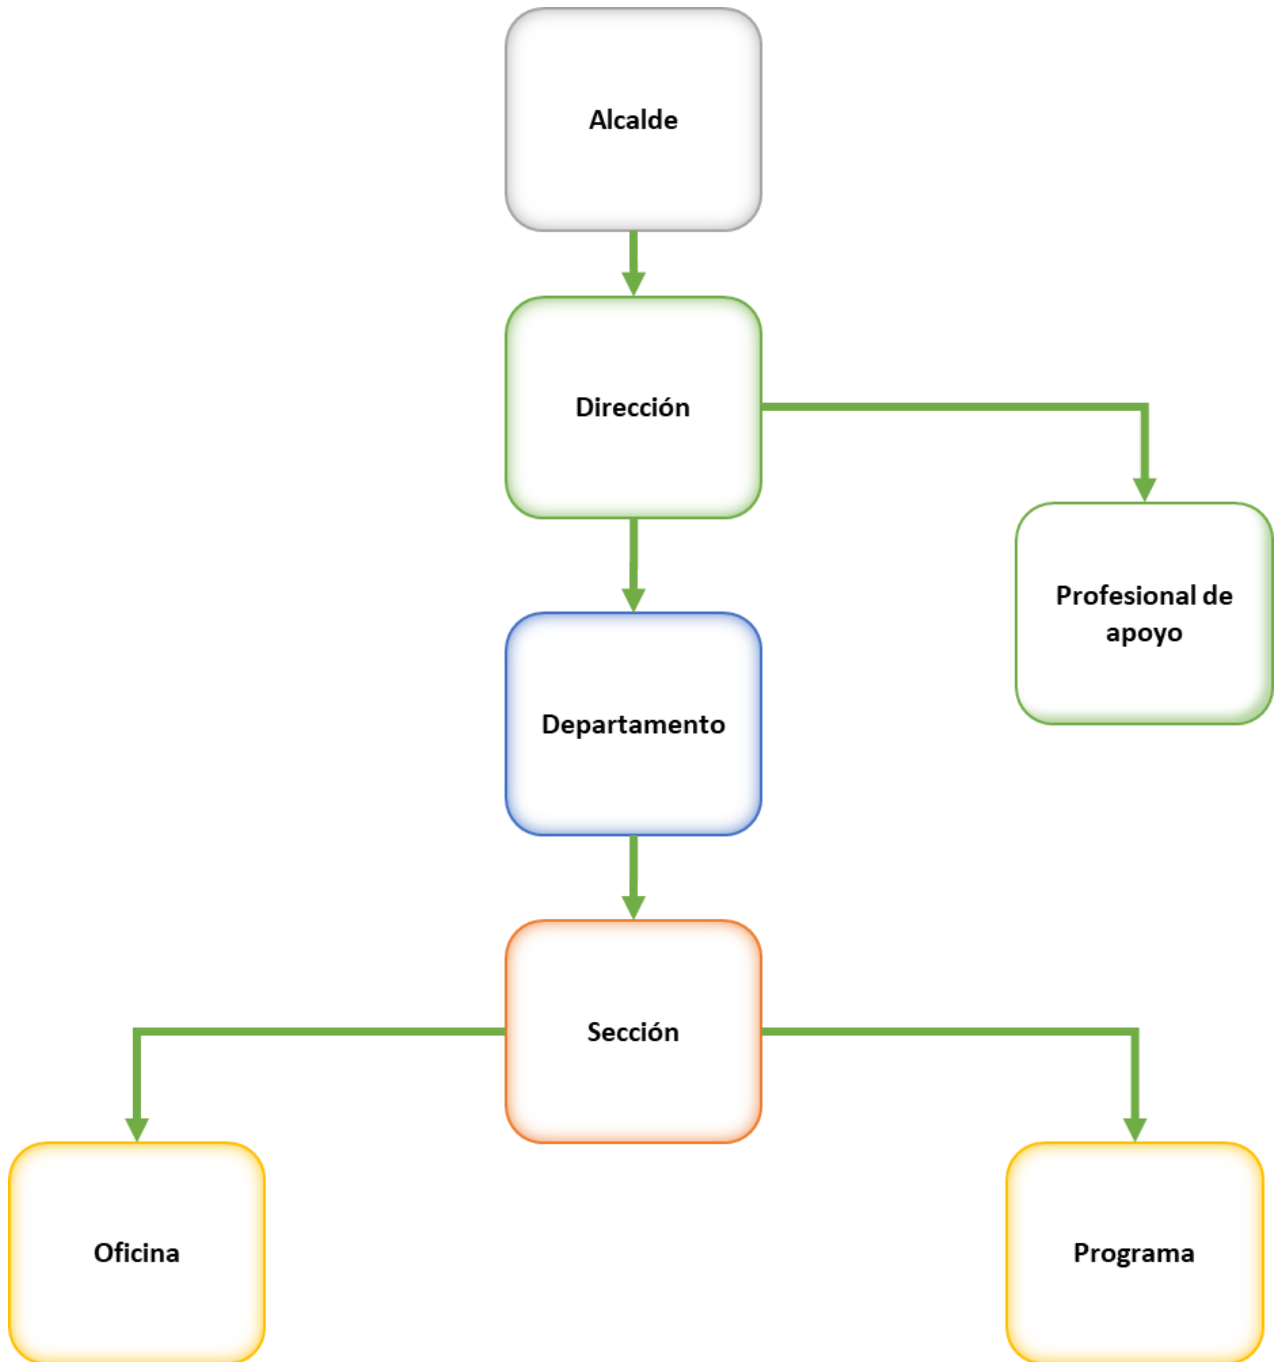 Alcalde
Dirección
Profesional de
apoyo
Departamento
Sección
Oficina
Programa